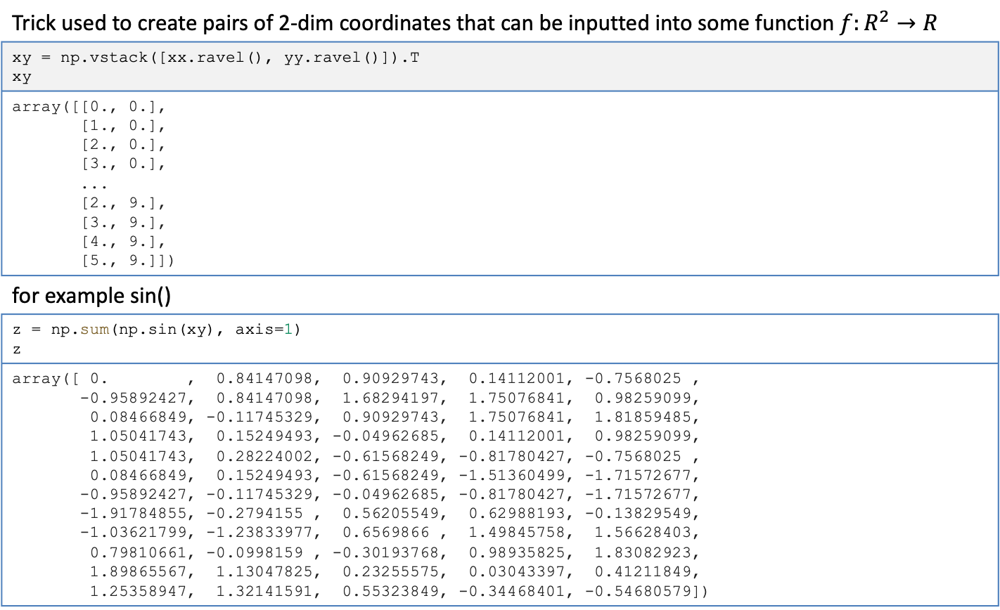 Trick used to create pairs of 2-dim coordinates that can be inputted into some function f: R² → R
xy = np.vstack([xx.ravel(), yy.ravel()]).T
xy
array([[0., 0.],
       [1., 0.],
       [2., 0.],
       [3., 0.],
       ...
       [2., 9.],
       [3., 9.],
       [4., 9.],
       [5., 9.]])
for example sin()
z = np.sum(np.sin(xy), axis=1)
z
array([ 0.        ,  0.84147098,  0.90929743,  0.14112001, -0.7568025 ,
       -0.95892427,  0.84147098,  1.68294197,  1.75076841,  0.98259099,
        0.08466849, -0.11745329,  0.90929743,  1.75076841,  1.81859485,
        1.05041743,  0.15249493, -0.04962685,  0.14112001,  0.98259099,
        1.05041743,  0.28224002, -0.61568249, -0.81780427, -0.7568025 ,
        0.08466849,  0.15249493, -0.61568249, -1.51360499, -1.71572677,
       -0.95892427, -0.11745329, -0.04962685, -0.81780427, -1.71572677,
       -1.91784855, -0.2794155 ,  0.56205549,  0.62988193, -0.13829549,
       -1.03621799, -1.23833977,  0.6569866 ,  1.49845758,  1.56628403,
        0.79810661, -0.0998159 , -0.30193768,  0.98935825,  1.83082923,
        1.89865567,  1.13047825,  0.23255575,  0.03043397,  0.41211849,
        1.25358947,  1.32141591,  0.55323849, -0.34468401, -0.54680579])